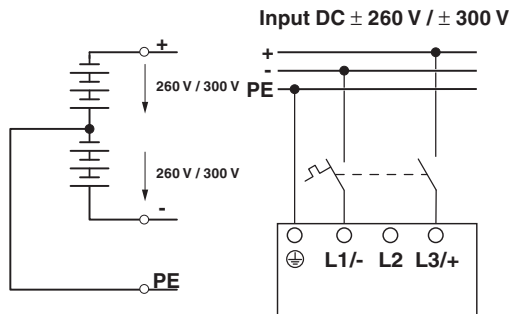 Input DC ± 260 V / ± 300 V
+
260 V / 300 V
260 V / 300 V
-
PE
+
-
PE
L1/- L2 L3/+